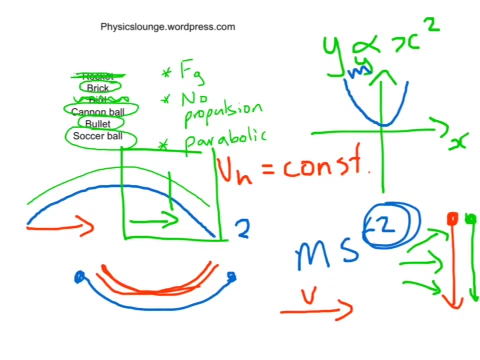 Physicslounge.wordpress.com
y ∝ x²
Rocket
Brick
Cannon ball
Bullet
Soccer ball
* Fg
* No propulsion
* parabolic
y
x
Vh = const.
2
m s -2
v